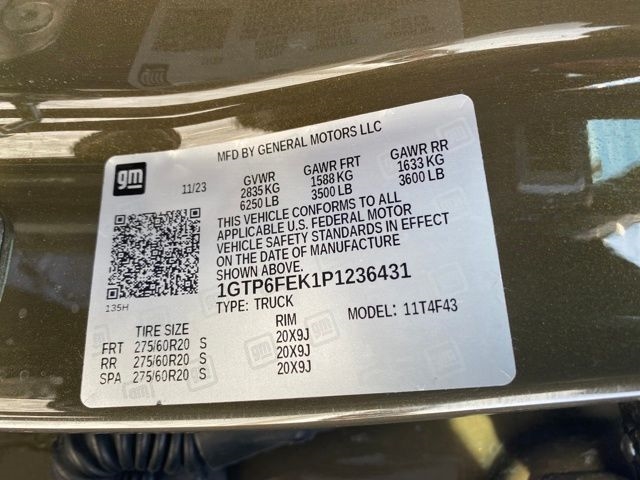 MFD BY GENERAL MOTORS LLC
gm
11/23
GVWR GAWR FRT GAWR RR
2835 KG 1588 KG 1633 KG
6250 LB 3500 LB 3600 LB
THIS VEHICLE CONFORMS TO ALL
APPLICABLE U.S. FEDERAL MOTOR
VEHICLE SAFETY STANDARDS IN EFFECT
ON THE DATE OF MANUFACTURE
SHOWN ABOVE.
1GTP6FEK1P1236431
135H
TYPE: TRUCK MODEL: 11T4F43
TIRE SIZE RIM
FRT 275/60R20 S 20X9J
RR 275/60R20 S 20X9J
SPA 275/60R20 S 20X9J